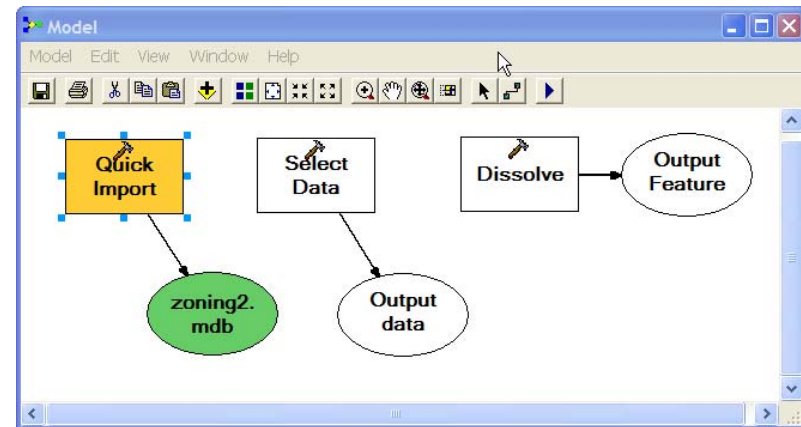 Model
Model Edit View Window Help
Quick
Import
Select
Data
Dissolve
Output
Feature
zoning2.
mdb
Output
data